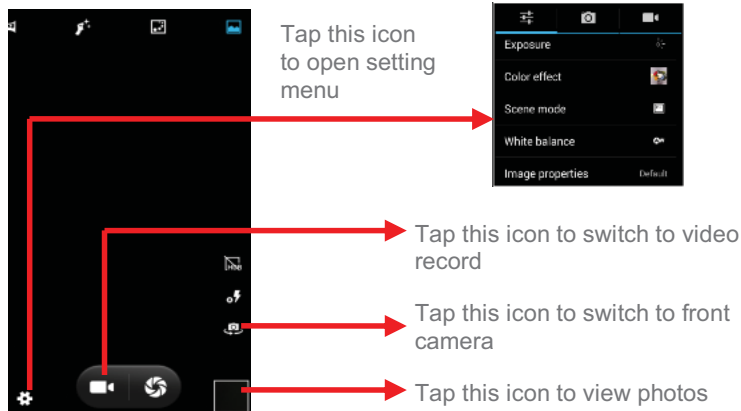 Tap this icon
to open setting
menu
Exposure
Color effect
Scene mode
White balance
Image properties Default
Tap this icon to switch to video
record
Tap this icon to switch to front
camera
Tap this icon to view photos
HDR